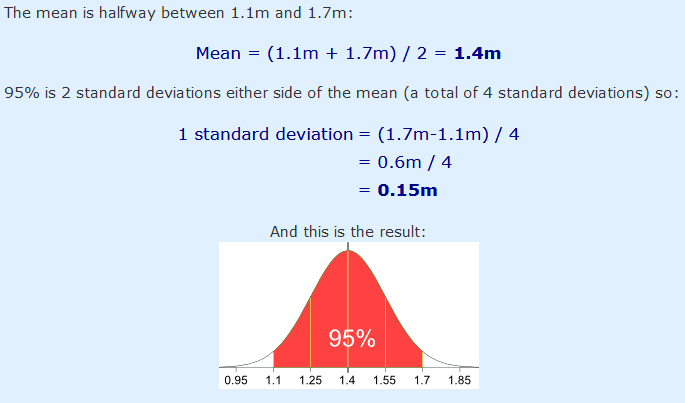 The mean is halfway between 1.1m and 1.7m:
Mean = (1.1m + 1.7m) / 2 = 1.4m
95% is 2 standard deviations either side of the mean (a total of 4 standard deviations) so:
1 standard deviation = (1.7m-1.1m) / 4
= 0.6m / 4
= 0.15m
And this is the result:
95%
0.95 1.1 1.25 1.4 1.55 1.7 1.85